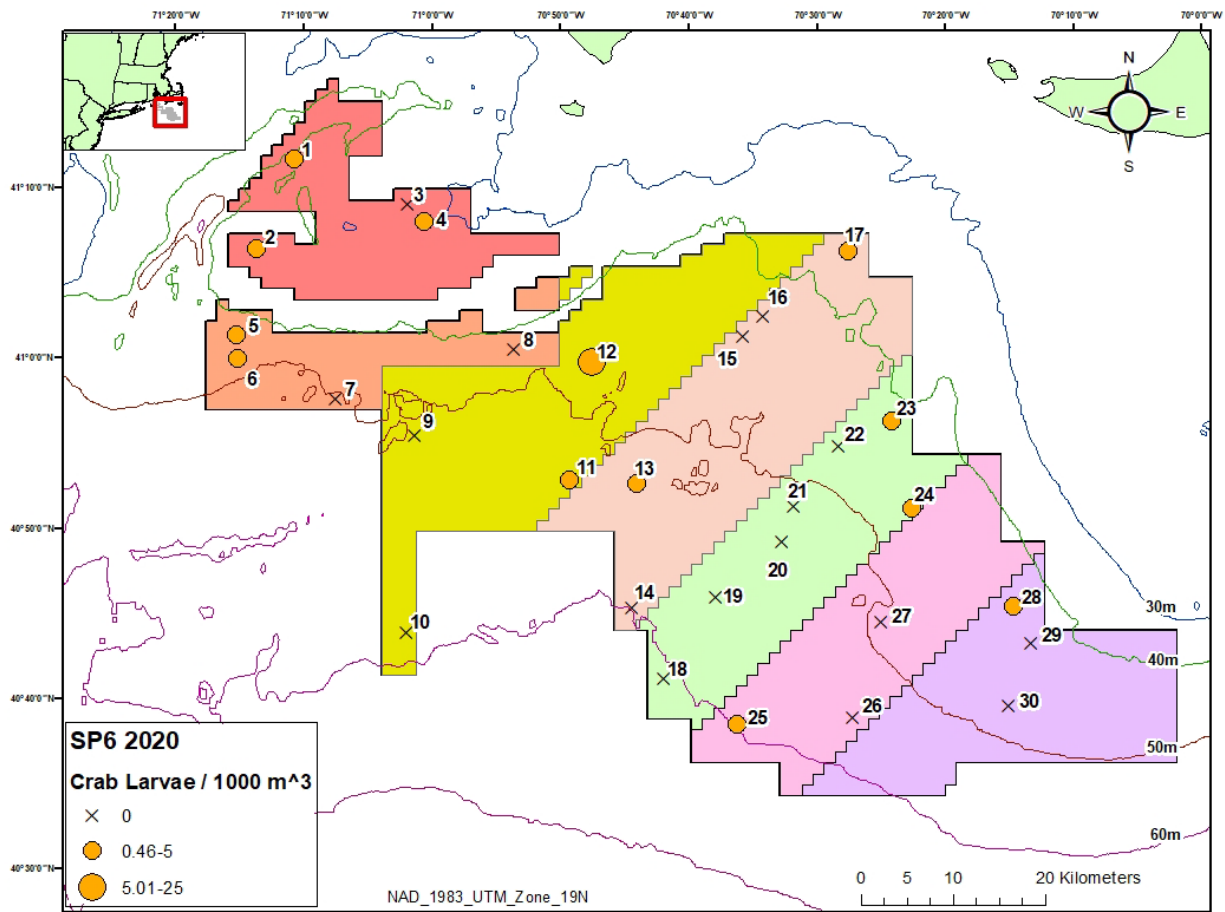 71°20'0"W 71°10'0"W 71°0'0"W 70°50'0"W 70°40'0"W 70°30'0"W 70°20'0"W 70°10'0"W 70°0'0"W
N
W E
S
1
41°10'0"N
3
4
2
17
16
5
15
8
12
41°0'0"N
6
7
23
9
22
11
13
21
24
40°50'0"N
20
14
19
28
30m
10
27
29
40m
18
40°40'0"N
25
26
30
50m
SP6 2020
Crab Larvae / 1000 m^3
0
0.46-5
5.01-25
60m
40°30'0"N
NAD_1983_UTM_Zone_19N
0 5 10 20 Kilometers